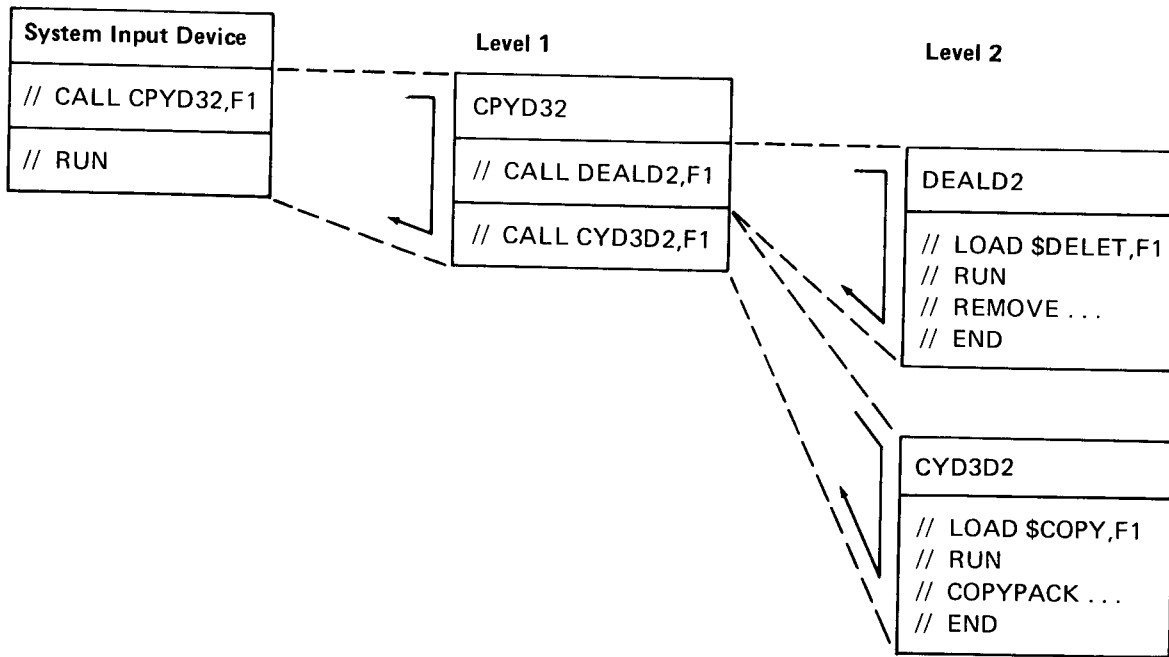 System Input Device
// CALL CPYD32,F1
// RUN
Level 1
CPYD32
// CALL DEALD2,F1
// CALL CYD3D2,F1
Level 2
DEALD2
// LOAD $DELET,F1
// RUN
// REMOVE ...
// END
CYD3D2
// LOAD $COPY,F1
// RUN
// COPYPACK ...
// END